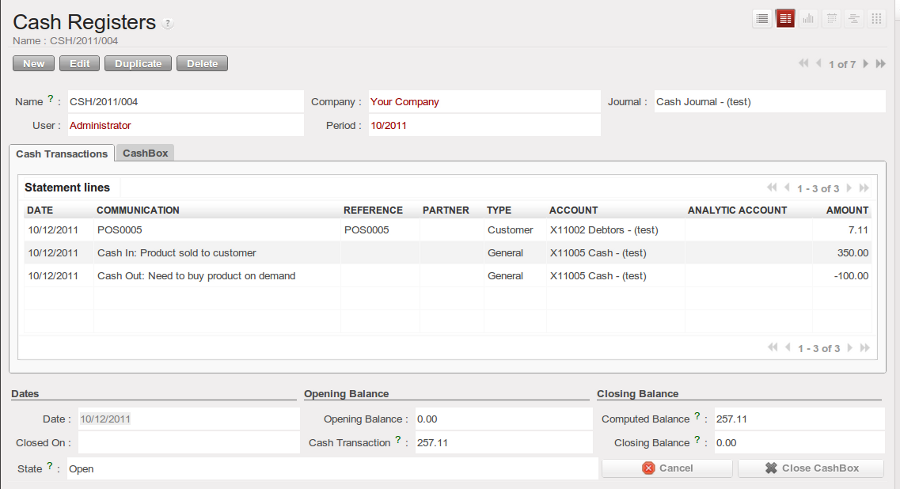 Cash Registers ?
Name : CSH/2011/004
New Edit Duplicate Delete
1 of 7
Name ? : CSH/2011/004 Company : Your Company Journal : Cash Journal - (test)
User : Administrator Period : 10/2011
Cash Transactions CashBox
Statement lines 1 - 3 of 3
DATE COMMUNICATION REFERENCE PARTNER TYPE ACCOUNT ANALYTIC ACCOUNT AMOUNT
10/12/2011 POS0005 POS0005 Customer X11002 Debtors - (test) 7.11
10/12/2011 Cash In: Product sold to customer General X11005 Cash - (test) 350.00
10/12/2011 Cash Out: Need to buy product on demand General X11005 Cash - (test) -100.00
1 - 3 of 3
Dates Opening Balance Closing Balance
Date : 10/12/2011 Opening Balance : 0.00 Computed Balance ? : 257.11
Closed On : Cash Transaction ? : 257.11 Closing Balance ? : 0.00
State ? : Open Cancel Close CashBox